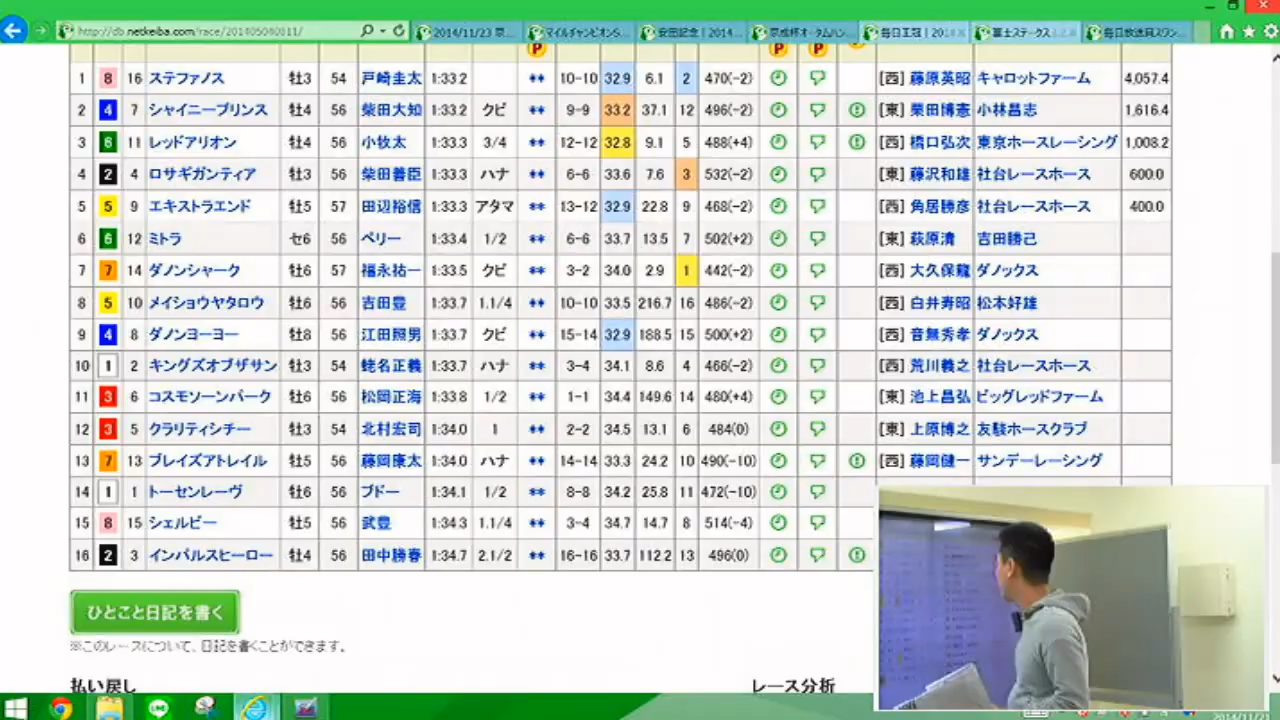 http://db.netkeiba.com/race/201405040811/
2014/11/23 京...
マイルチャンピオンS...
安田記念 | 2014...
京成杯オータムハン...
毎日王冠 | 2014...
富士ステークス
毎日放送賞スワン...
P P P
1 8 16 ステファノス 牡3 54 戸崎圭太 1:33.2 ** 10-10 32.9 6.1 2 470(-2) [西] 藤原英昭 キャロットファーム 4,057.4
2 4 7 シャイニープリンス 牡4 56 柴田大知 1:33.2 クビ ** 9-9 33.2 37.1 12 496(-2) [東] 栗田博憲 小林昌志 1,616.4
3 6 11 レッドアリオン 牡4 56 小牧太 1:33.3 3/4 ** 12-12 32.8 9.1 5 488(+4) [西] 橋口弘次 東京ホースレーシング 1,008.2
4 2 4 ロサギガンティア 牡3 56 柴田善臣 1:33.3 ハナ ** 6-6 33.6 7.6 3 532(-2) [東] 藤沢和雄 社台レースホース 600.0
5 5 9 エキストラエンド 牡5 57 田辺裕信 1:33.3 アタマ ** 13-12 32.9 22.8 9 468(-2) [西] 角居勝彦 社台レースホース 400.0
6 6 12 ミトラ セ6 56 ベリー 1:33.4 1/2 ** 6-6 33.7 13.5 7 502(+2) [東] 萩原清 吉田勝己
7 7 14 ダノンシャーク 牡6 57 福永祐一 1:33.5 クビ ** 3-2 34.0 2.9 1 442(-2) [西] 大久保龍 ダノックス
8 5 10 メイショウヤタロウ 牡6 56 吉田豊 1:33.7 1.1/4 ** 10-10 33.5 216.7 16 486(-2) [西] 白井寿昭 松本好雄
9 4 8 ダノンヨーヨー 牡8 56 江田照男 1:33.7 クビ ** 15-14 32.9 188.5 15 500(+2) [西] 音無秀孝 ダノックス
10 1 2 キングズオブザサン 牡3 54 蛯名正義 1:33.7 ハナ ** 3-4 34.1 8.6 4 466(-2) [西] 荒川義之 社台レースホース
11 3 6 コスモソーンパーク 牡6 56 松岡正海 1:33.8 1/2 ** 1-1 34.4 149.6 14 480(+4) [東] 池上昌弘 ビッグレッドファーム
12 3 5 クラリティシチー 牡3 54 北村宏司 1:34.0 1 ** 2-2 34.5 13.1 6 484(0) [東] 上原博之 友駿ホースクラブ
13 7 13 ブレイズアトレイル 牡5 56 藤岡康太 1:34.0 ハナ ** 14-14 33.3 24.2 10 490(-10) [西] 藤岡健一 サンデーレーシング
14 1 1 トーセンレーヴ 牡6 56 ブドー 1:34.1 1/2 ** 8-8 34.2 25.8 11 472(-10)
15 8 15 シェルビー 牡5 56 武豊 1:34.3 1.1/4 ** 3-4 34.7 14.7 8 514(-4)
16 2 3 インパルスヒーロー 牡4 56 田中勝春 1:34.7 2.1/2 ** 16-16 33.7 112.2 13 496(0)
ひとこと日記を書く
※このレースについて、日記を書くことができます。
払い戻し
レース分析
LINE